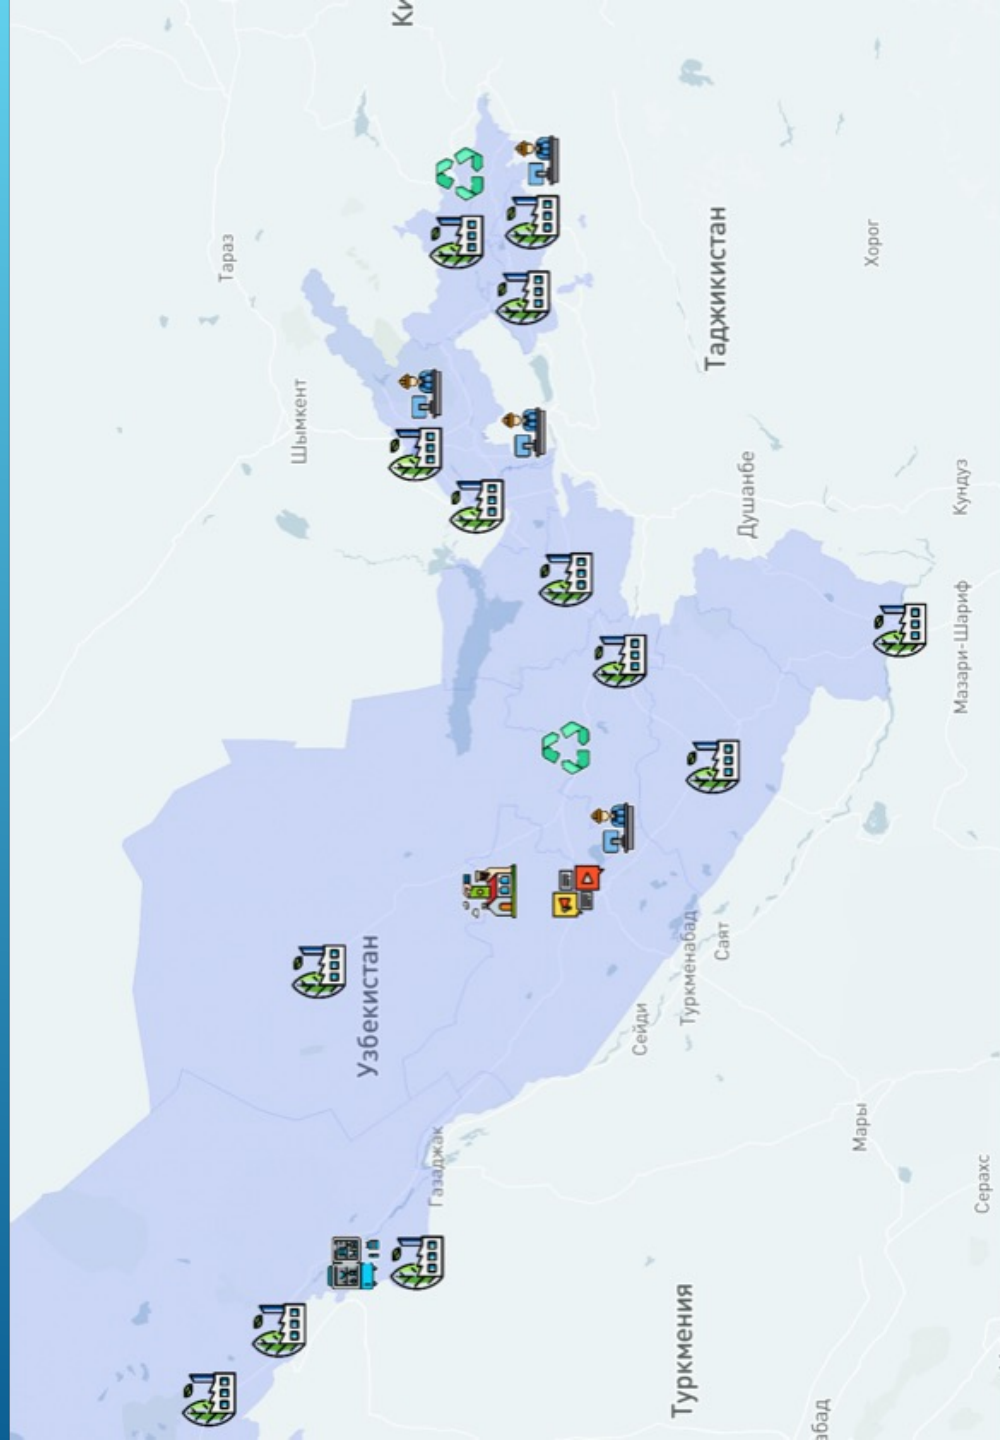 Ки
Тараз
Шымкент
Таджикистан
Хорог
Душанбе
Кундуз
Мазари-Шариф
Узбекистан
Туркменабад
Саят
Сейди
Газаджак
Мары
Серахс
Туркмения
абад